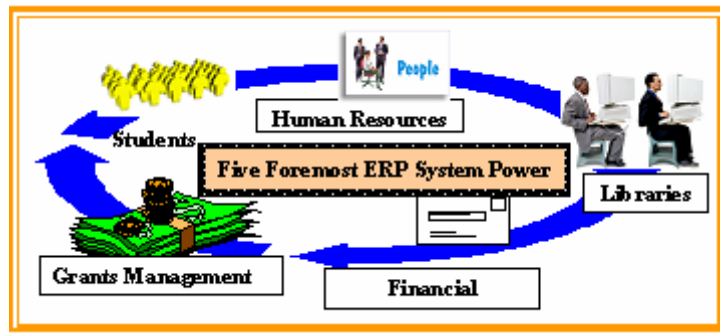 People
Human Resources
Students
Five Foremost ERP System Power
Libraries
Grants Management
Financial